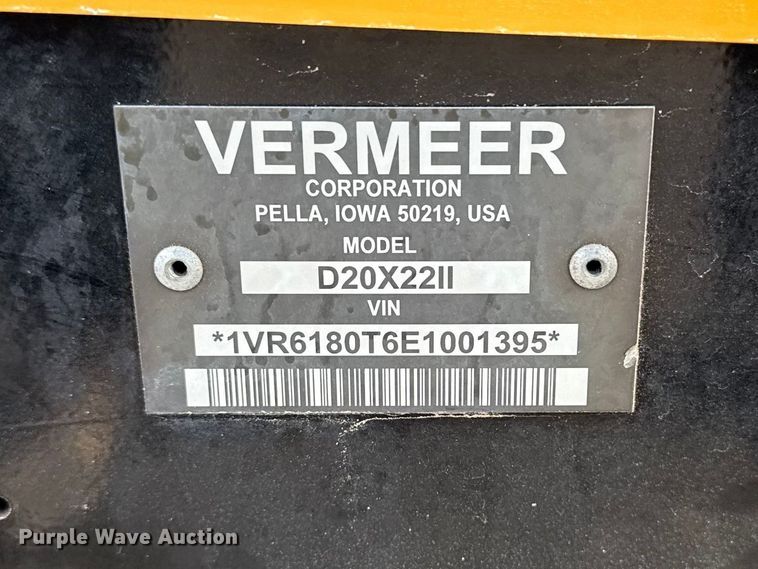 VERMEER
CORPORATION
PELLA, IOWA 50219, USA
MODEL
D20X22II
VIN
*1VR6180T6E1001395*
Purple Wave Auction